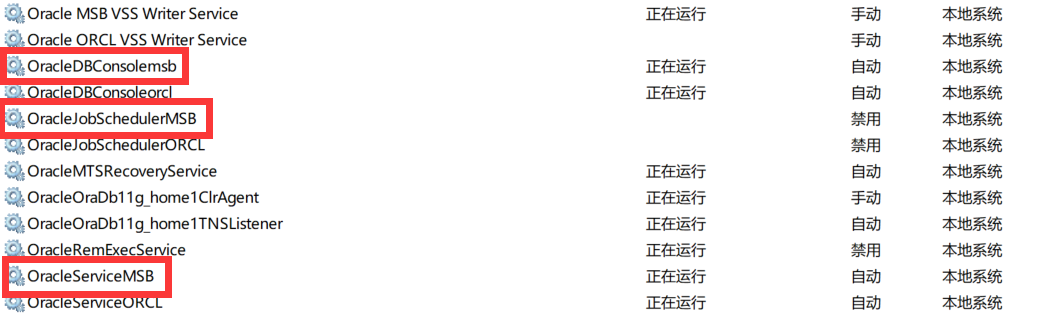 Oracle MSB VSS Writer Service 正在运行 手动 本地系统
Oracle ORCL VSS Writer Service 手动 本地系统
OracleDBConsolemsb 正在运行 自动 本地系统
OracleDBConsoleorcl 正在运行 自动 本地系统
OracleJobSchedulerMSB 禁用 本地系统
OracleJobSchedulerORCL 禁用 本地系统
OracleMTSRecoveryService 正在运行 自动 本地系统
OracleOraDb11g_home1ClrAgent 正在运行 手动 本地系统
OracleOraDb11g_home1TNSListener 正在运行 自动 本地系统
OracleRemExecService 正在运行 禁用 本地系统
OracleServiceMSB 正在运行 自动 本地系统
OracleServiceORCL 正在运行 自动 本地系统